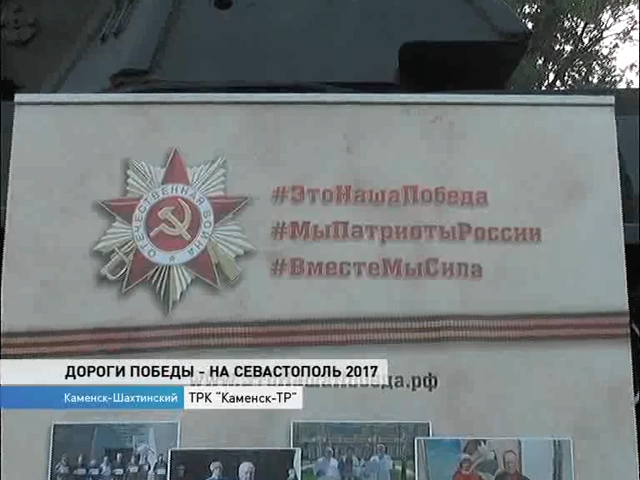 ОТЕЧЕСТВЕННАЯ ВОЙНА
#ЭтоНашаПобеда
#МыПатриотыРоссии
#ВместеМыСила
ДОРОГИ ПОБЕДЫ - НА СЕВАСТОПОЛЬ 2017
Каменск-Шахтинский
ТРК "Каменск-ТР"